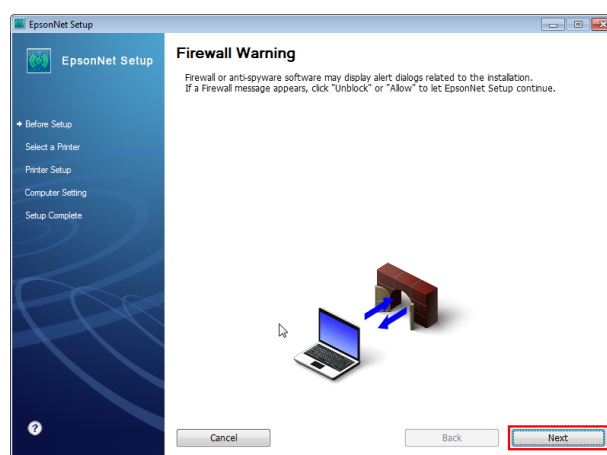 EpsonNet Setup
EpsonNet Setup
Before Setup
Select a Printer
Printer Setup
Computer Setting
Setup Complete
Firewall Warning
Firewall or anti-spyware software may display alert dialogs related to the installation.
If a Firewall message appears, click "Unblock" or "Allow" to let EpsonNet Setup continue.
?
Cancel
Back
Next